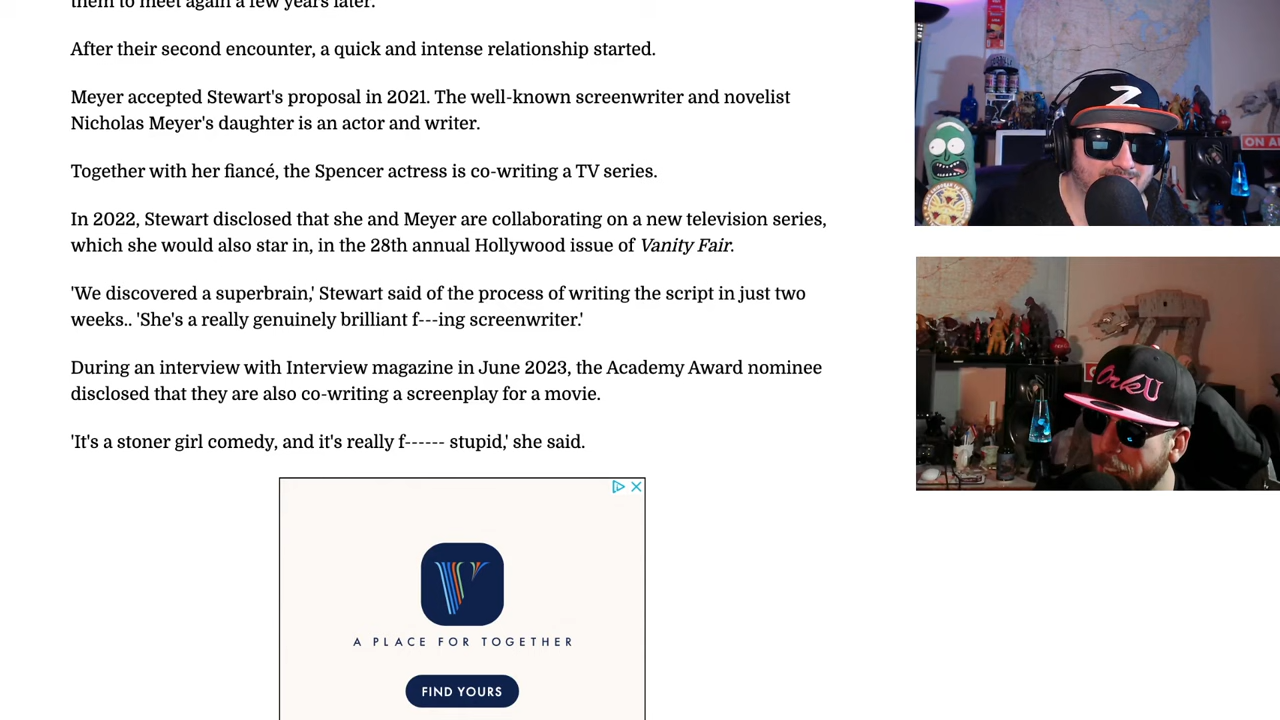 them to meet again a few years later.
After their second encounter, a quick and intense relationship started.
Meyer accepted Stewart's proposal in 2021. The well-known screenwriter and novelist
Nicholas Meyer's daughter is an actor and writer.
Together with her fiancé, the Spencer actress is co-writing a TV series.
In 2022, Stewart disclosed that she and Meyer are collaborating on a new television series,
which she would also star in, in the 28th annual Hollywood issue of Vanity Fair.
'We discovered a superbrain,' Stewart said of the process of writing the script in just two
weeks.. 'She's a really genuinely brilliant f---ing screenwriter.'
During an interview with Interview magazine in June 2023, the Academy Award nominee
disclosed that they are also co-writing a screenplay for a movie.
'It's a stoner girl comedy, and it's really f------ stupid,' she said.
V
A PLACE FOR TOGETHER
FIND YOURS
Z
ON A
OrkU